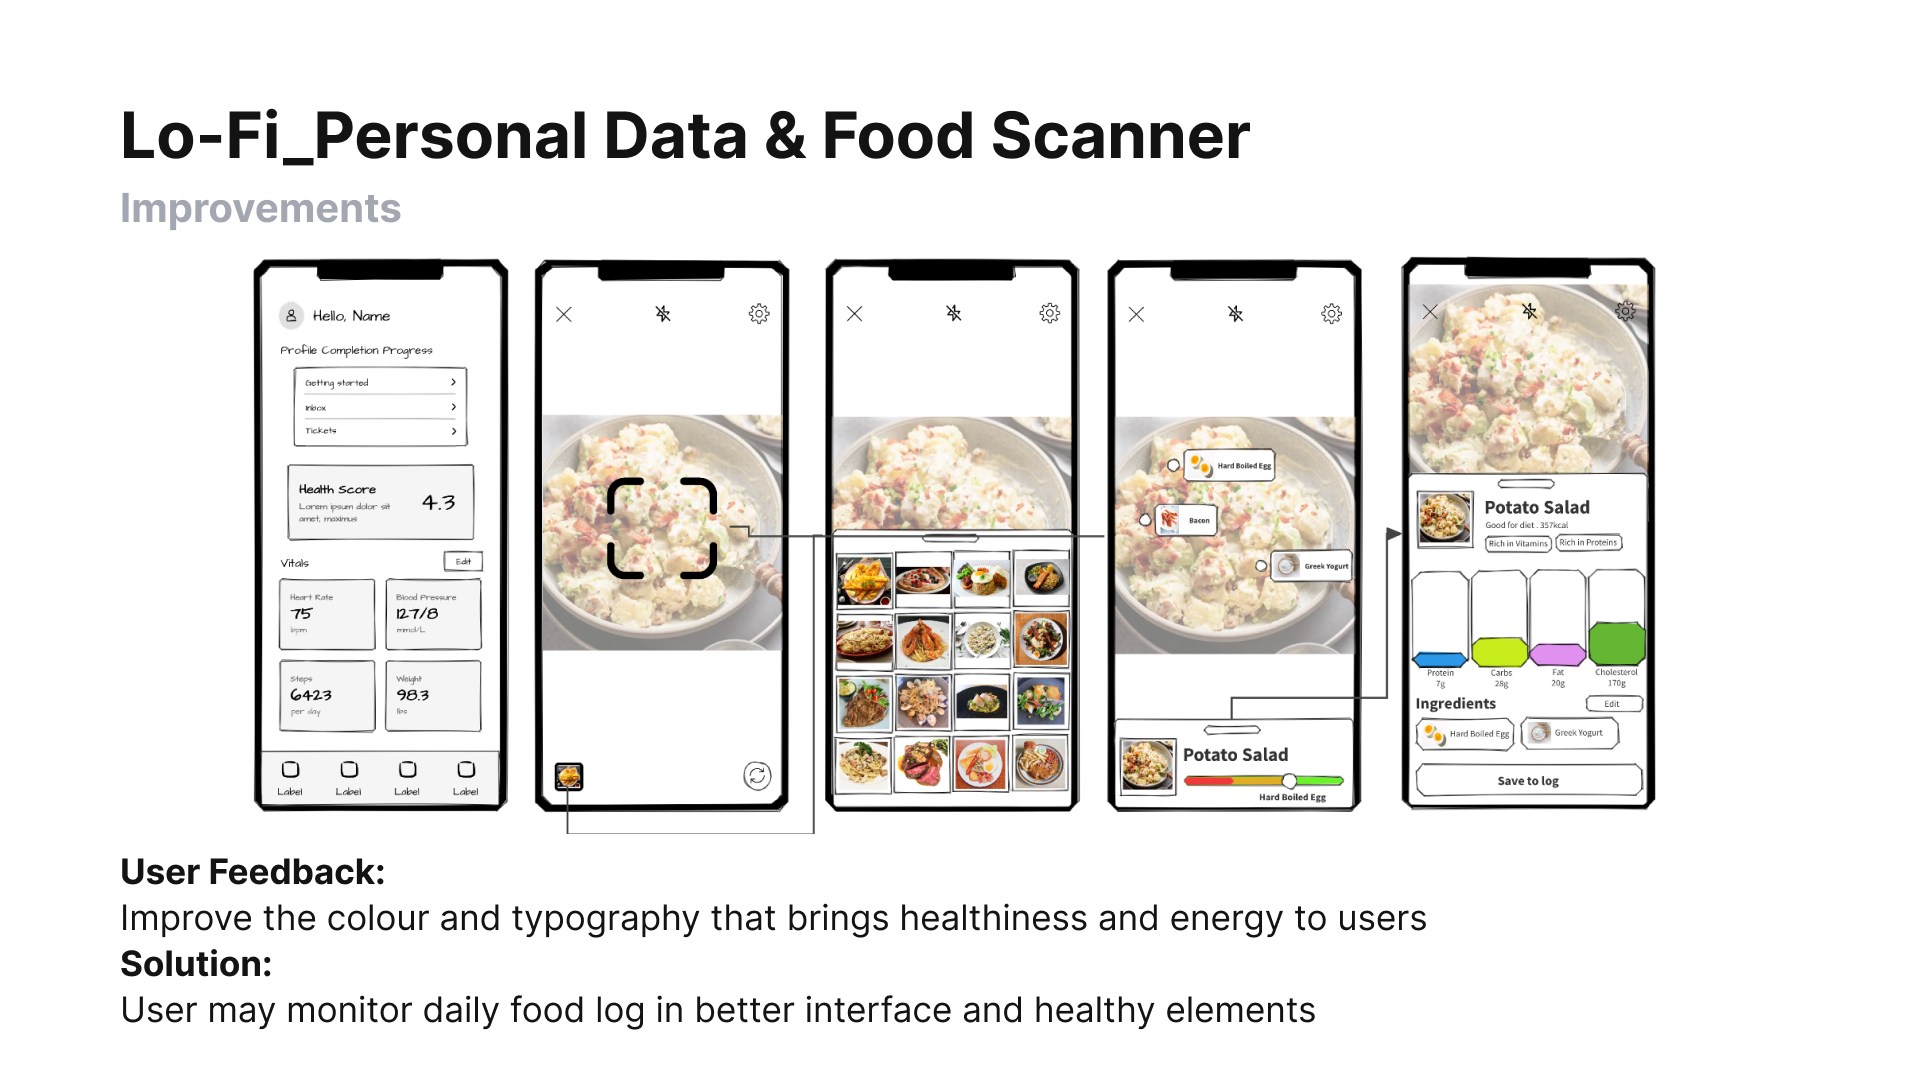 Lo-Fi_Personal Data & Food Scanner
Improvements
Hello, Name
Profile Completion Progress
Getting started
Inbox
Tickets
Health Score
Lorem ipsum dolor sit
amet, maximus
4.3
Vitals
Edit
Heart Rate
75
bpm
Blood Pressure
127/8
mmol/L
Steps
6423
per day
Weight
98.3
lbs
Label
Label
Label
Label
Hard Boiled Egg
Bacon
Greek Yogurt
Potato Salad
Hard Boiled Egg
Potato Salad
Good for diet . 357kcal
Rich in Vitamins
Rich in Proteins
Protein
7g
Carbs
28g
Fat
20g
Cholesterol
170g
Ingredients
Edit
Hard Boiled Egg
Greek Yogurt
Save to log
User Feedback:
Improve the colour and typography that brings healthiness and energy to users
Solution:
User may monitor daily food log in better interface and healthy elements